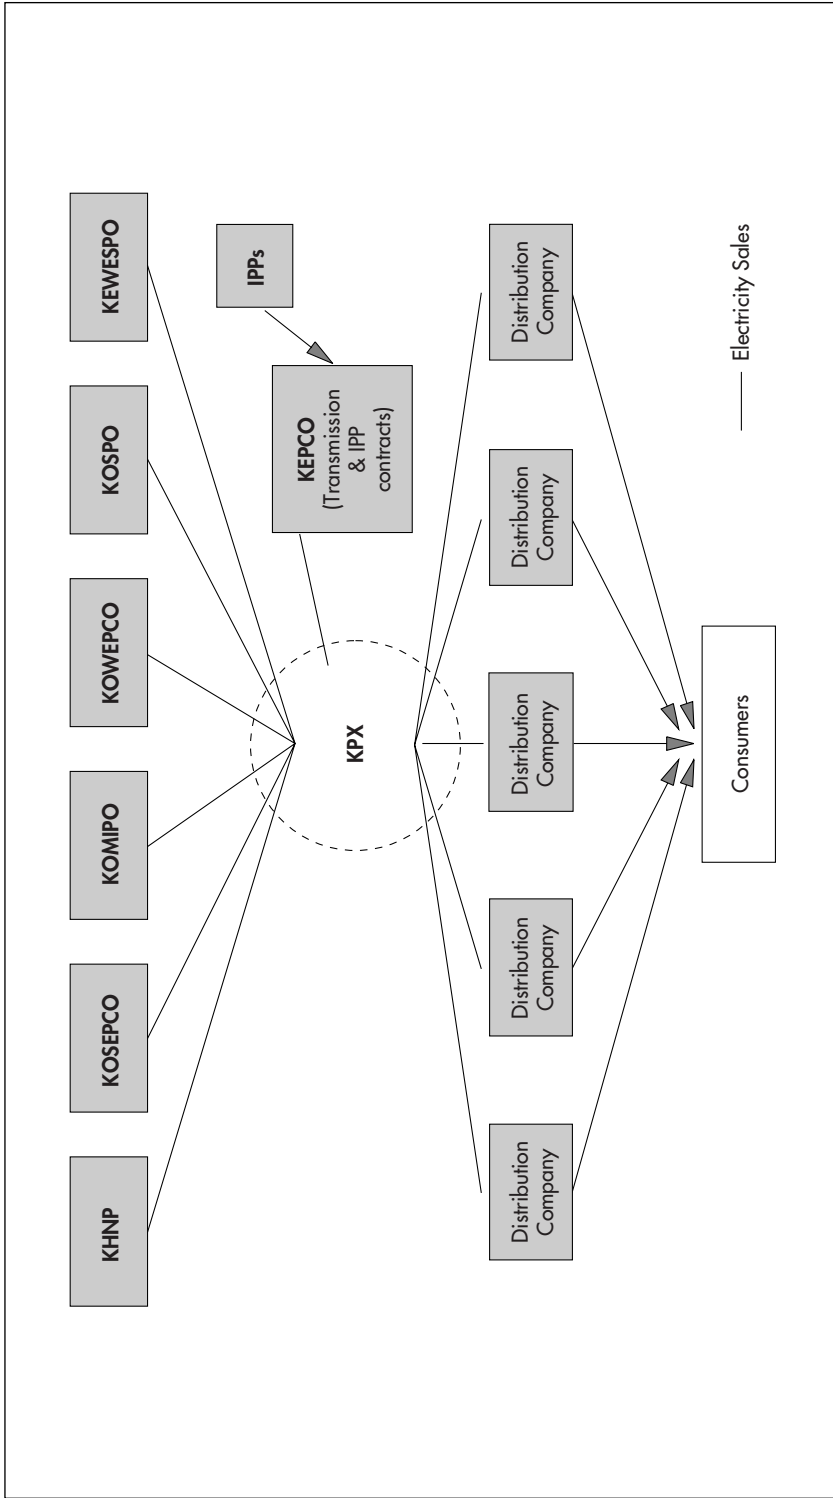 KHNP
KOSEPCO
KOMIPO
KOWEPCO
KOSPO
KEWESPO
IPPs
KEPCO
(Transmission
& IPP
contracts)
KPX
Distribution
Company
Distribution
Company
Distribution
Company
Distribution
Company
Distribution
Company
Consumers
Electricity Sales